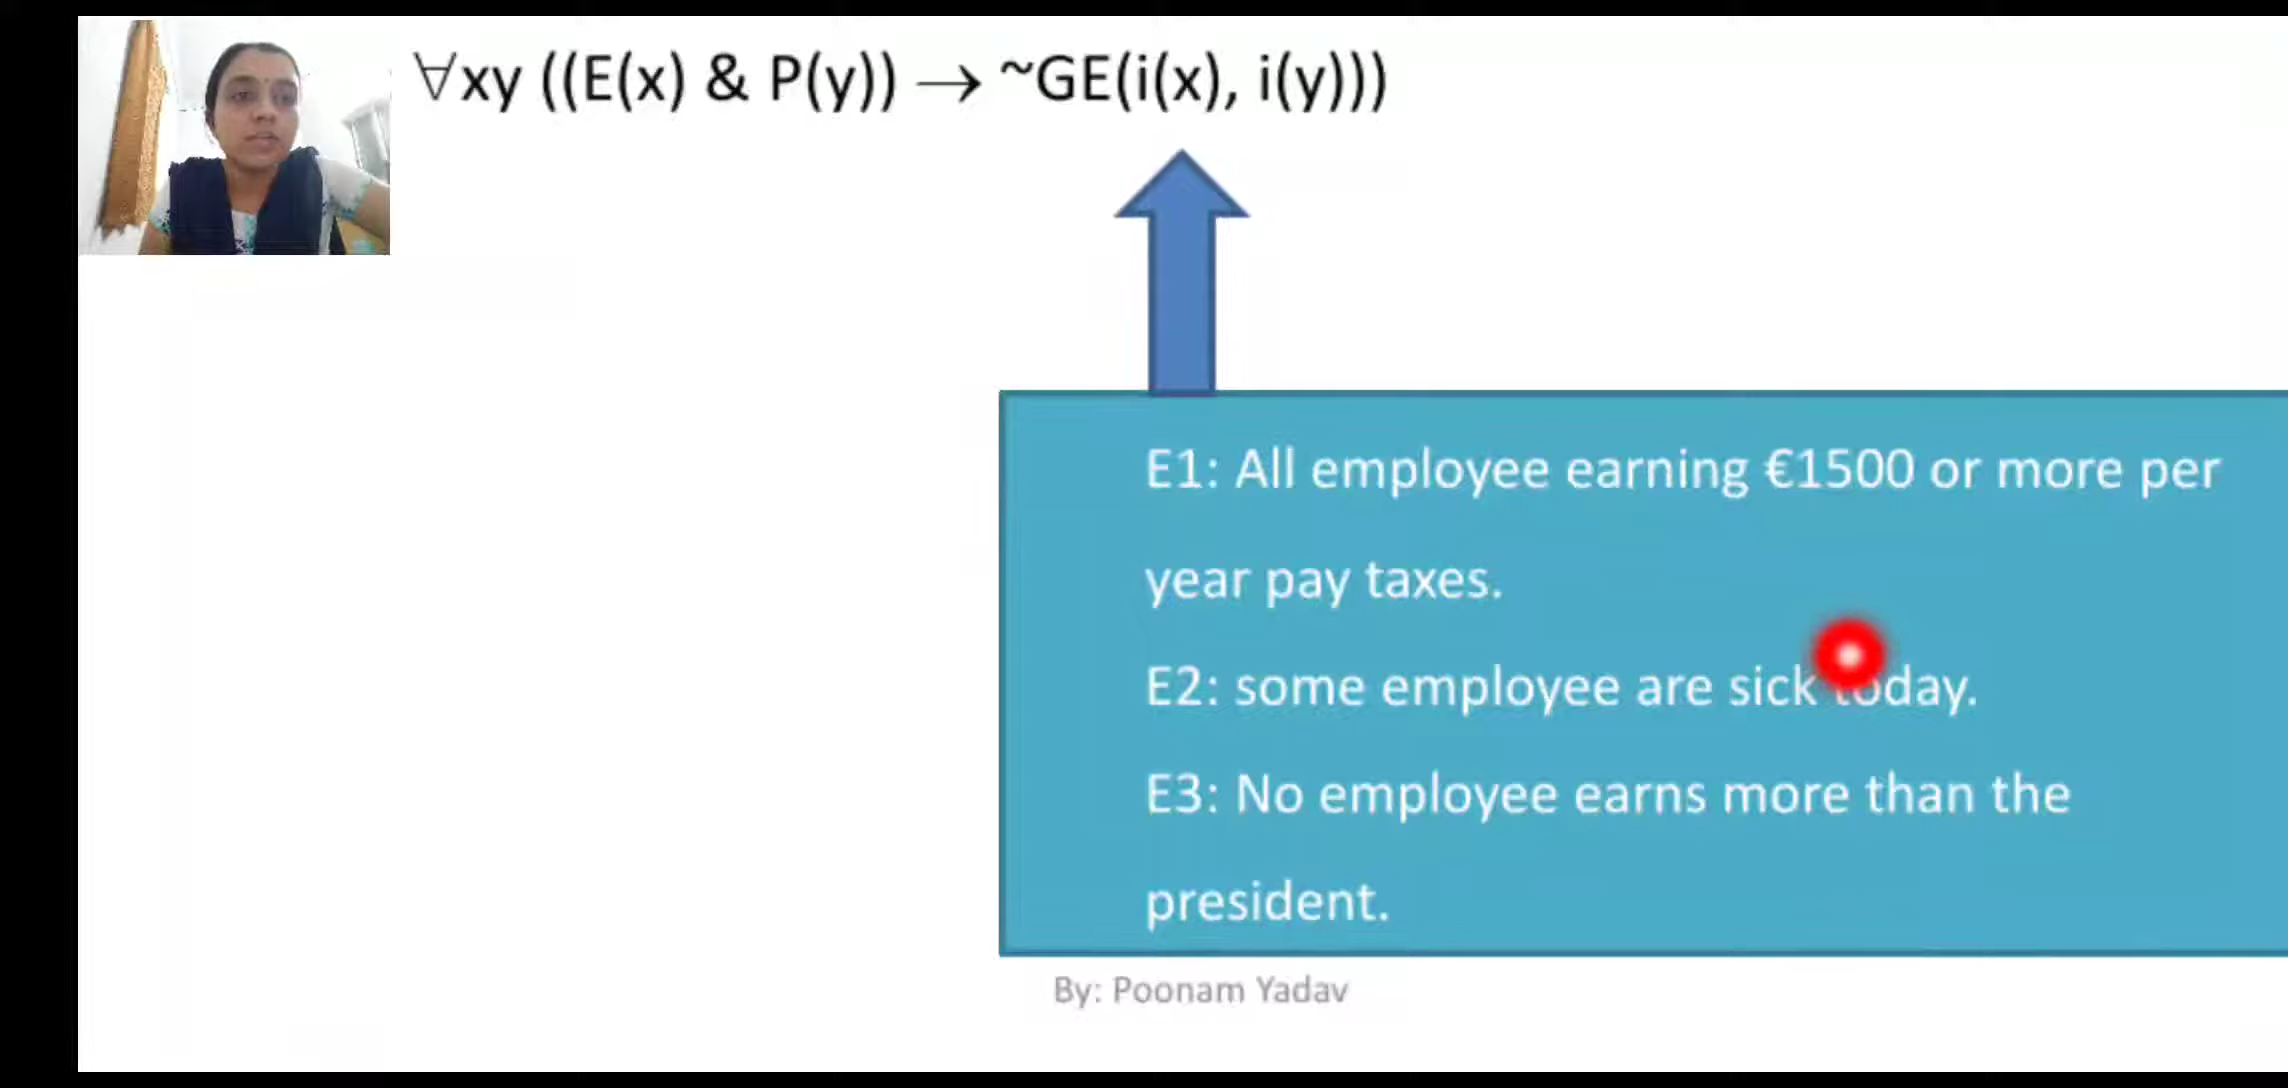 ∀xy ((E(x) & P(y)) → ~GE(i(x), i(y)))
E1: All employee earning €1500 or more per
year pay taxes.
E2: some employee are sick today.
E3: No employee earns more than the
president.
By: Poonam Yadav